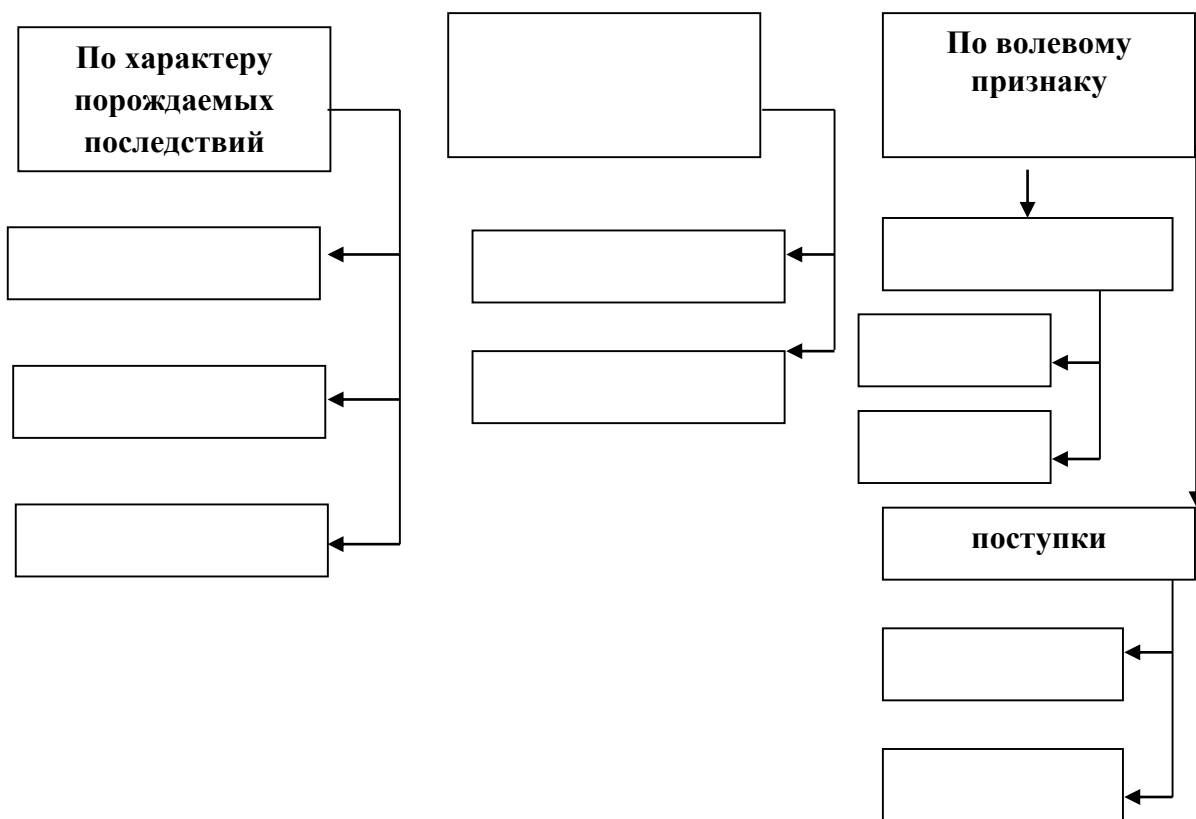 По характеру
порождаемых
последствий
По волевому
признаку
поступки